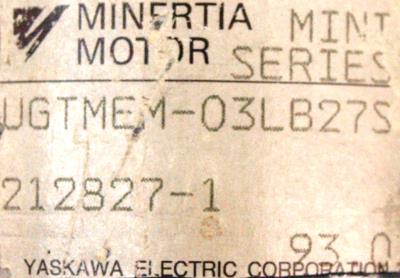 MINERTIA MINI
MOTOR SERIES
UGTMEM-03LB27S
212827-1
93.0
YASKAWA ELECTRIC CORPORATION